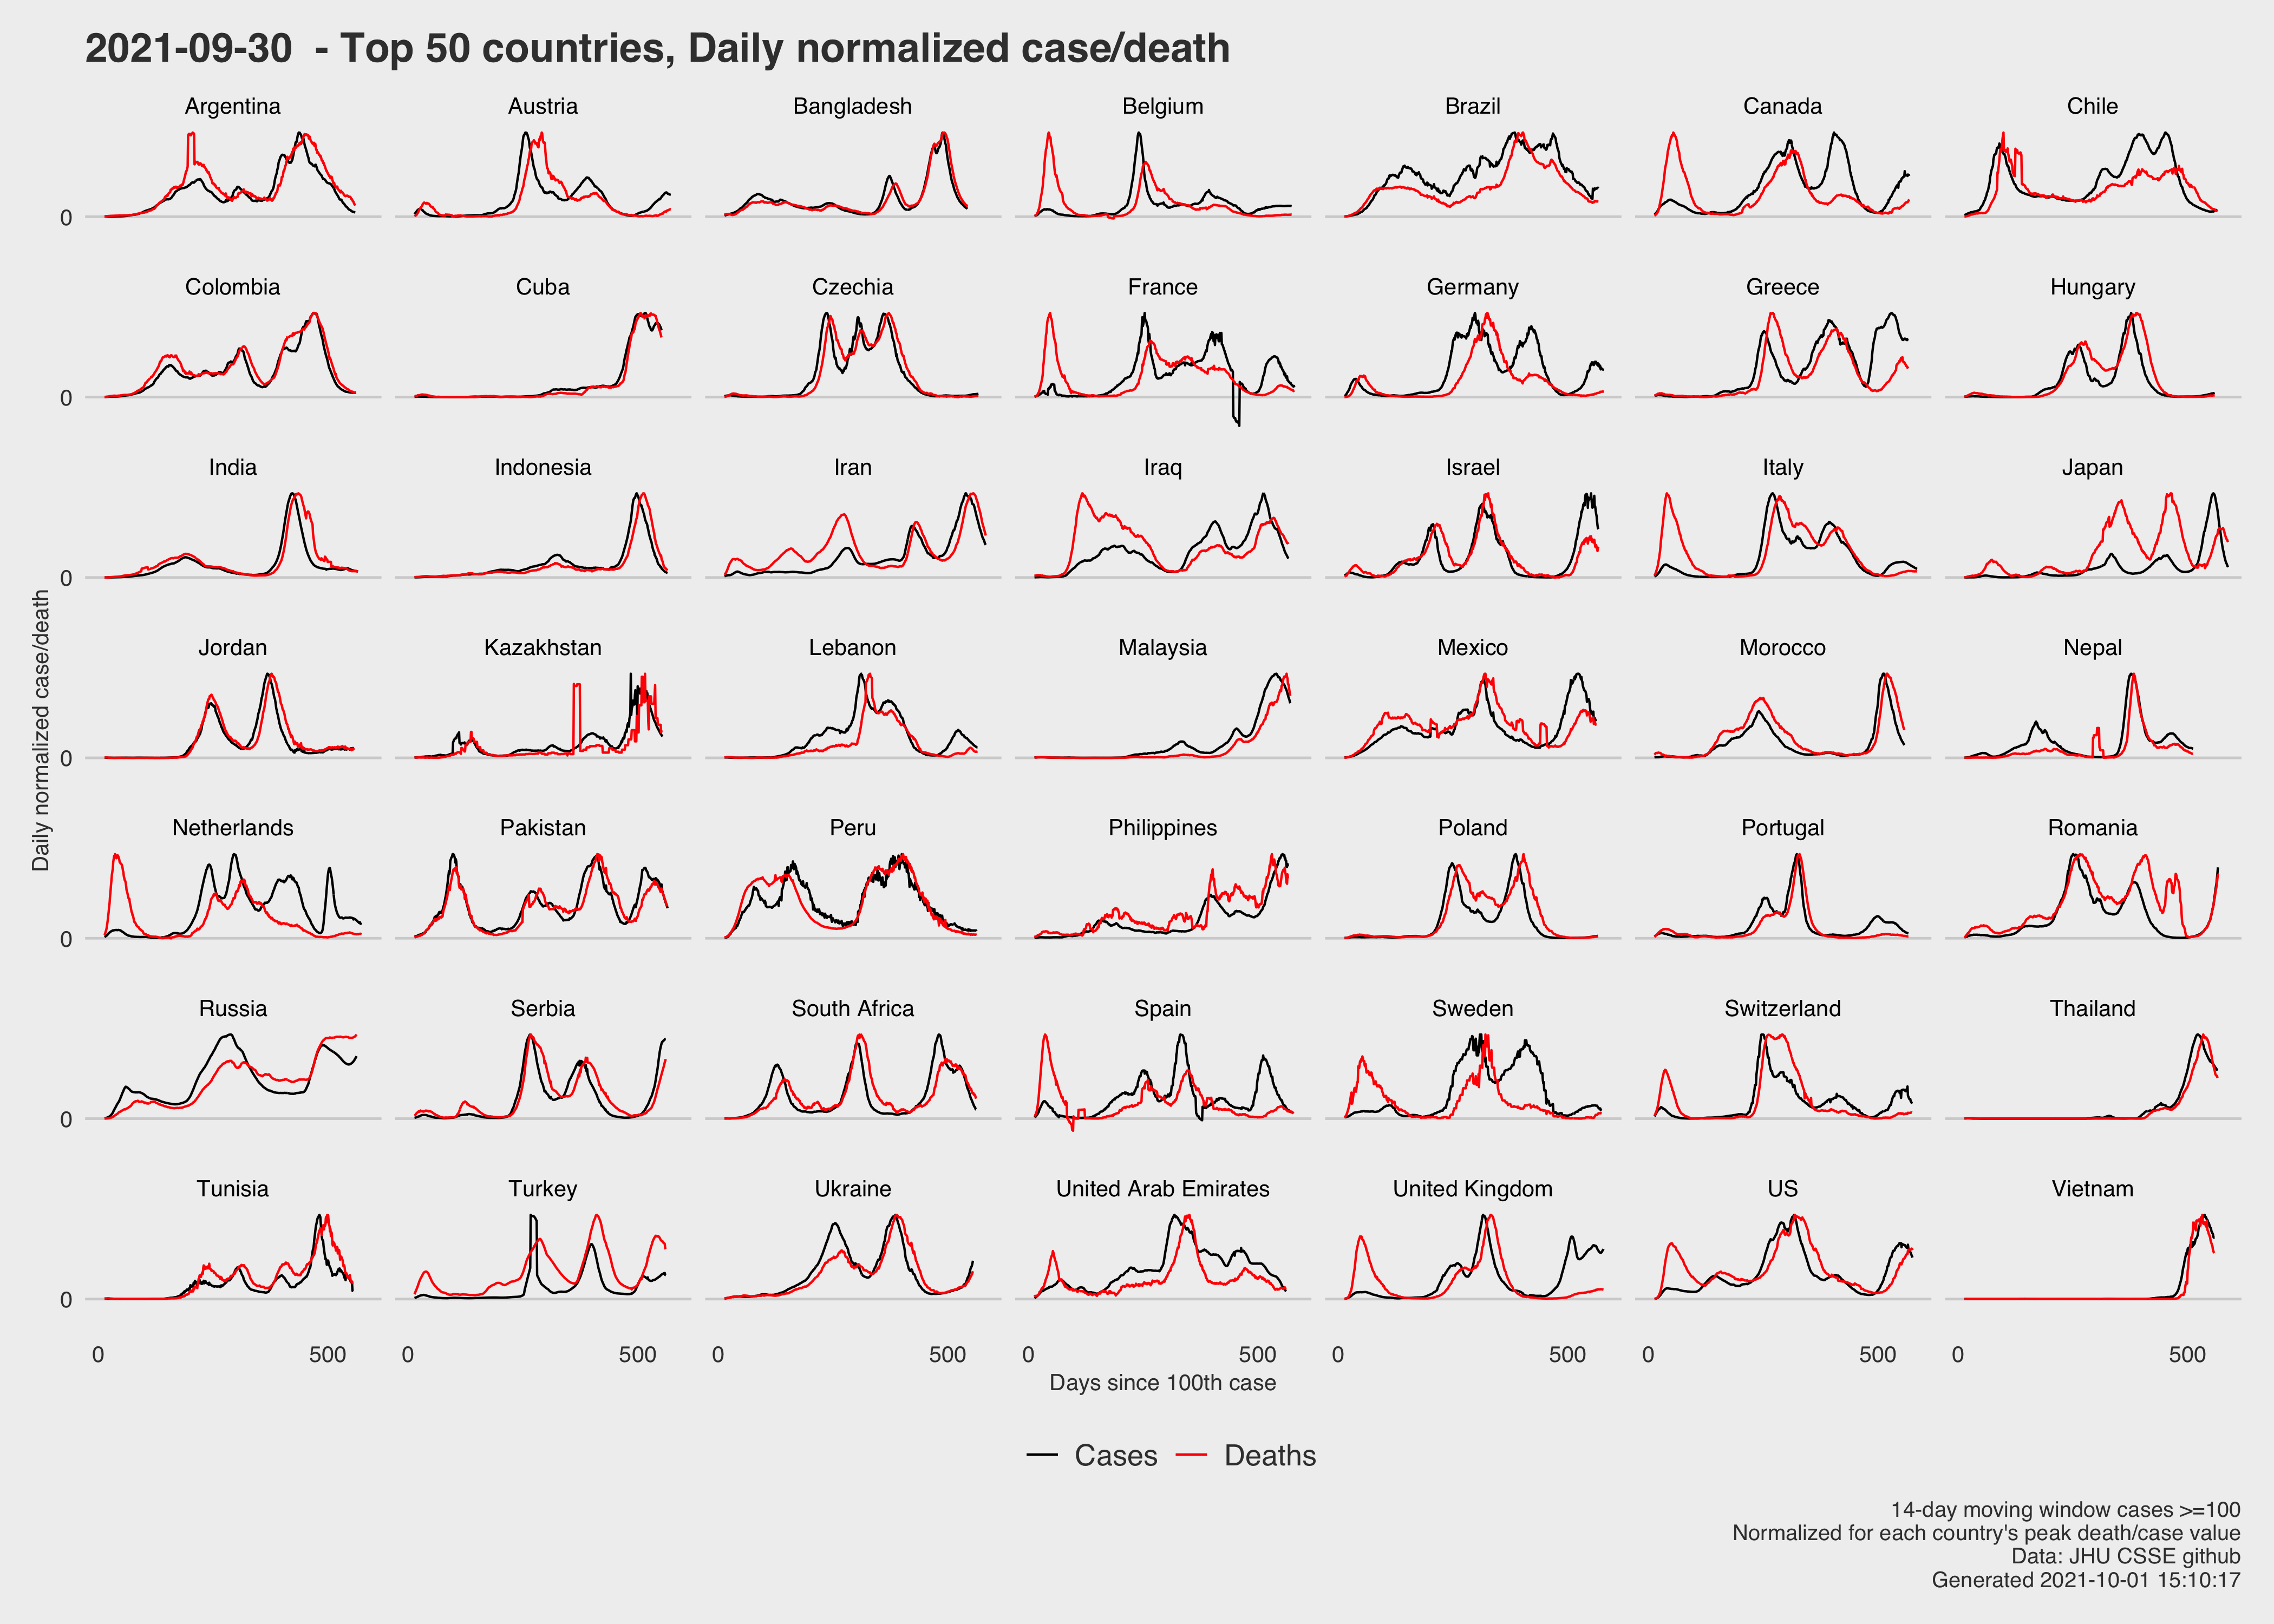 2021-09-30  - Top 50 countries, Daily normalized case/death
Argentina Austria Bangladesh Belgium Brazil Canada Chile
0
Colombia Cuba Czechia France Germany Greece Hungary
0
India Indonesia Iran Iraq Israel Italy Japan
0
Jordan Kazakhstan Lebanon Malaysia Mexico Morocco Nepal
0
Netherlands Pakistan Peru Philippines Poland Portugal Romania
0
Russia Serbia South Africa Spain Sweden Switzerland Thailand
0
Tunisia Turkey Ukraine United Arab Emirates United Kingdom US Vietnam
0
Daily normalized case/death
0 500 0 500 0 500 0 500 0 500 0 500 0 500
Days since 100th case
Cases Deaths
14-day moving window cases >=100
Normalized for each country's peak death/case value
Data: JHU CSSE github
Generated 2021-10-01 15:10:17